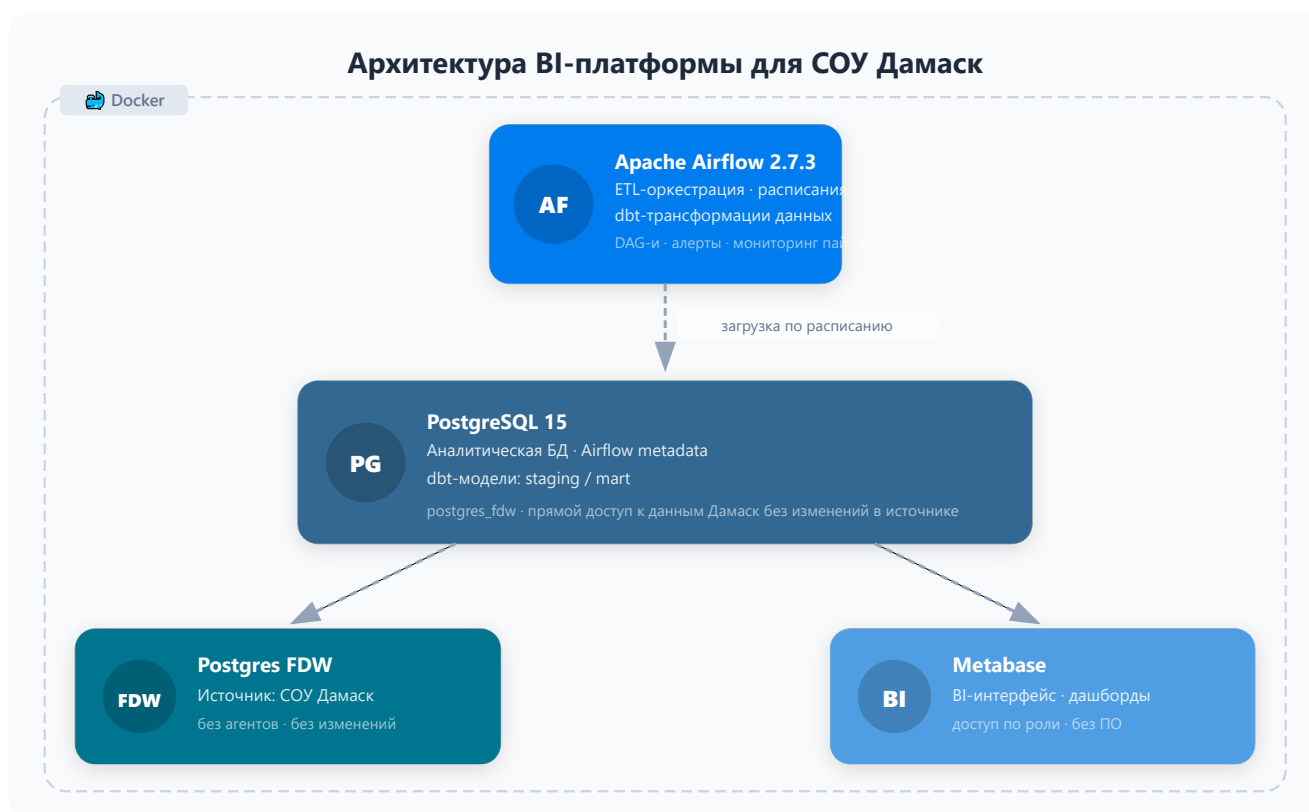 Архитектура BI-платформы для СОУ Дамаск
Docker
AF
Apache Airflow 2.7.3
ETL-оркестрация · расписания
dbt-трансформации данных
DAG-и · алерты · мониторинг
загрузка по расписанию
PG
PostgreSQL 15
Аналитическая БД · Airflow metadata
dbt-модели: staging / mart
postgres_fdw · прямой доступ к данным Дамаск без изменений в источнике
FDW
Postgres FDW
Источник: СОУ Дамаск
без агентов · без изменений
BI
Metabase
BI-интерфейс · дашборды
доступ по роли · без ПО